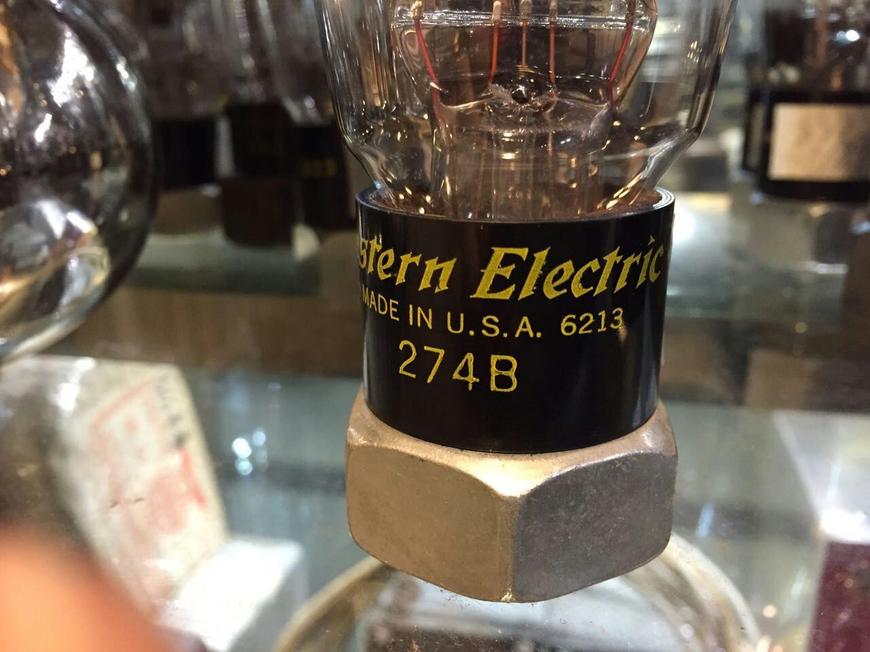 stern Electric
MADE IN U.S.A. 6213
274B